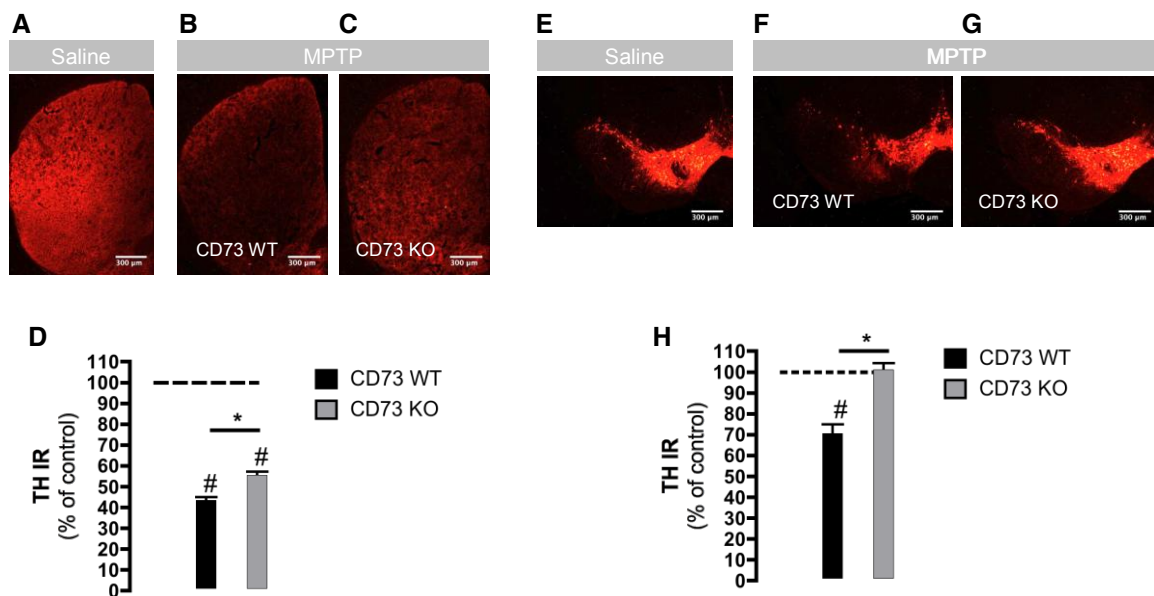 A B C
Saline MPTP
CD73 WT CD73 KO
300 µm 300 µm 300 µm
E F G
Saline MPTP
CD73 WT CD73 KO
300 µm 300 µm 300 µm
D
TH IR
(% of control)
110
100
90
80
70
60
50
40
30
20
10
0
*
#
#
CD73 WT
CD73 KO
H
TH IR
(% of control)
110
100
90
80
70
60
50
40
30
20
10
0
*
#
CD73 WT
CD73 KO